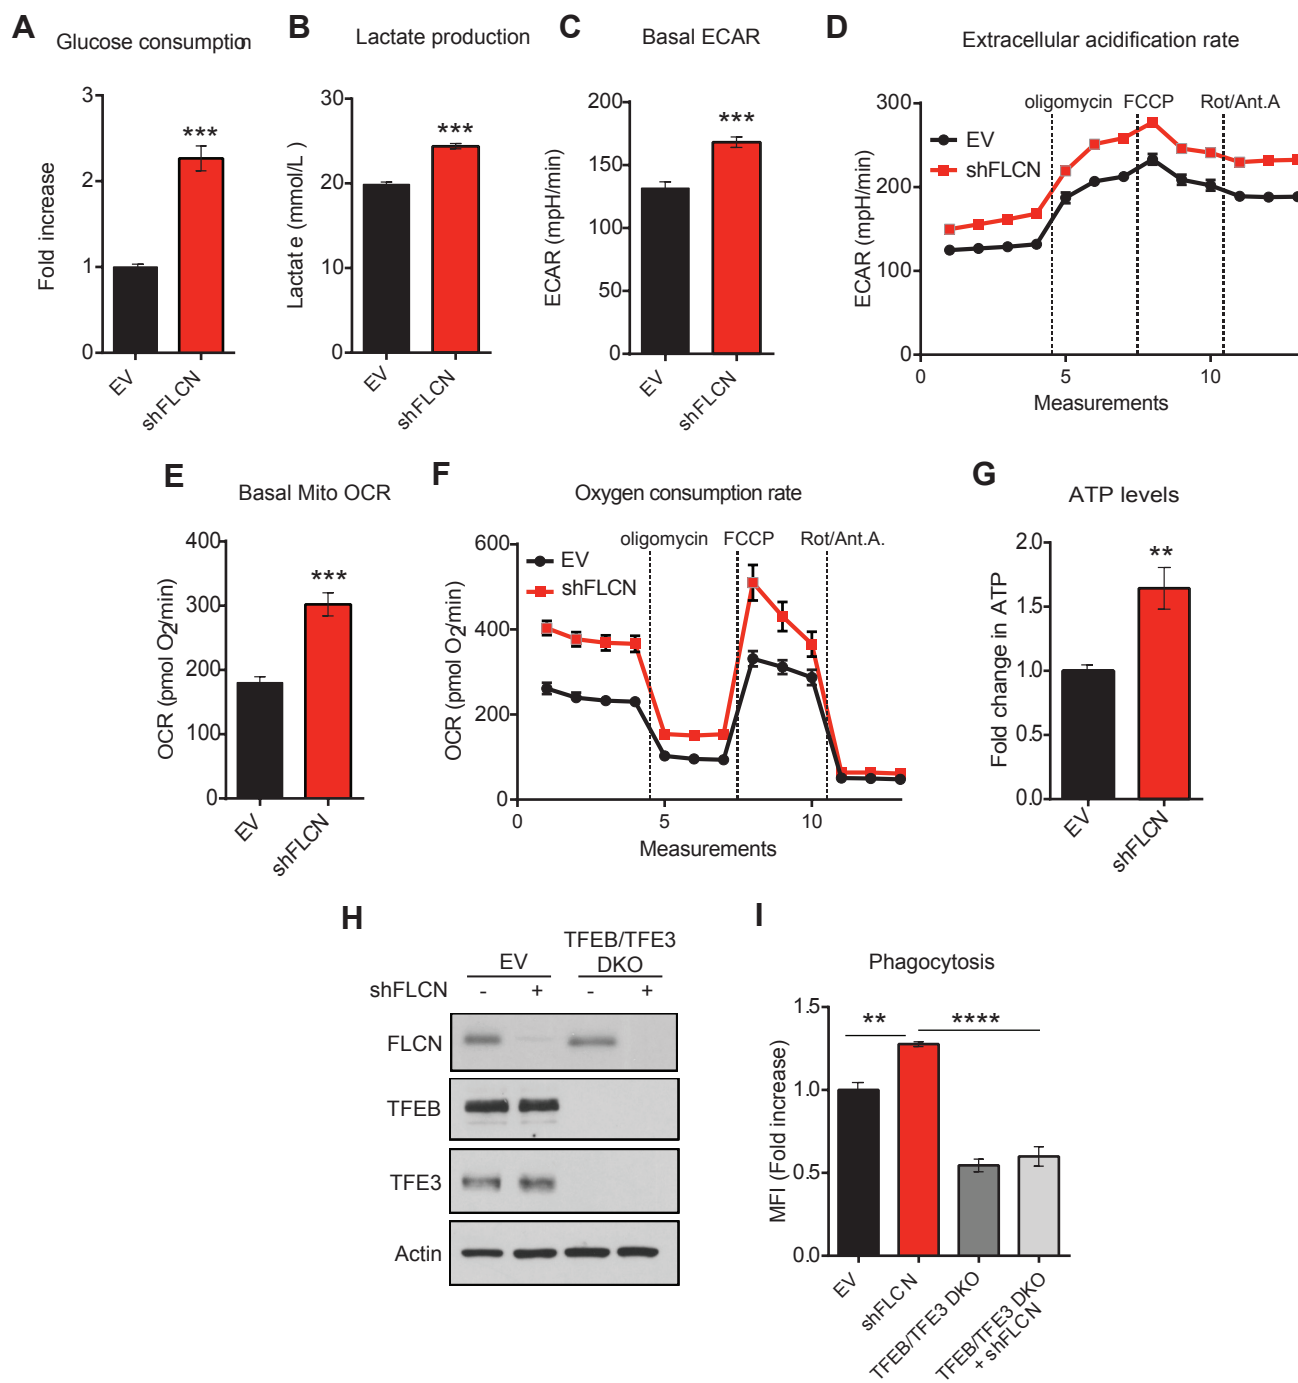 A
Glucose consumption
Fold increase
3
2
1
0
***
EV
shFLCN
B
Lactate production
Lactat e (mmol/L )
30
20
10
0
***
EV
shFLCN
C
Basal ECAR
ECAR (mpH/min)
200
150
100
50
0
***
EV
shFLCN
D
Extracellular acidification rate
oligomycin FCCP Rot/Ant.A
EV
shFLCN
ECAR (mpH/min)
300
200
100
0
0 5 10
Measurements
E
Basal Mito OCR
OCR (pmol O2/min)
400
300
200
100
0
***
EV
shFLCN
F
Oxygen consumption rate
oligomycin FCCP Rot/Ant.A.
EV
shFLCN
OCR (pmol O2/min)
600
400
200
0
0 5 10
Measurements
G
ATP levels
Fold change in ATP
2.0
1.5
1.0
0.5
0.0
**
EV
shFLCN
H
EV TFEB/TFE3
DKO
shFLCN - + - +
FLCN
TFEB
TFE3
Actin
I
Phagocytosis
MFI (Fold increase)
1.5
1.0
0.5
0.0
** ****
EV
shFLCN
TFEB/TFE3 DKO
TFEB/TFE3 DKO
+ shFLCN